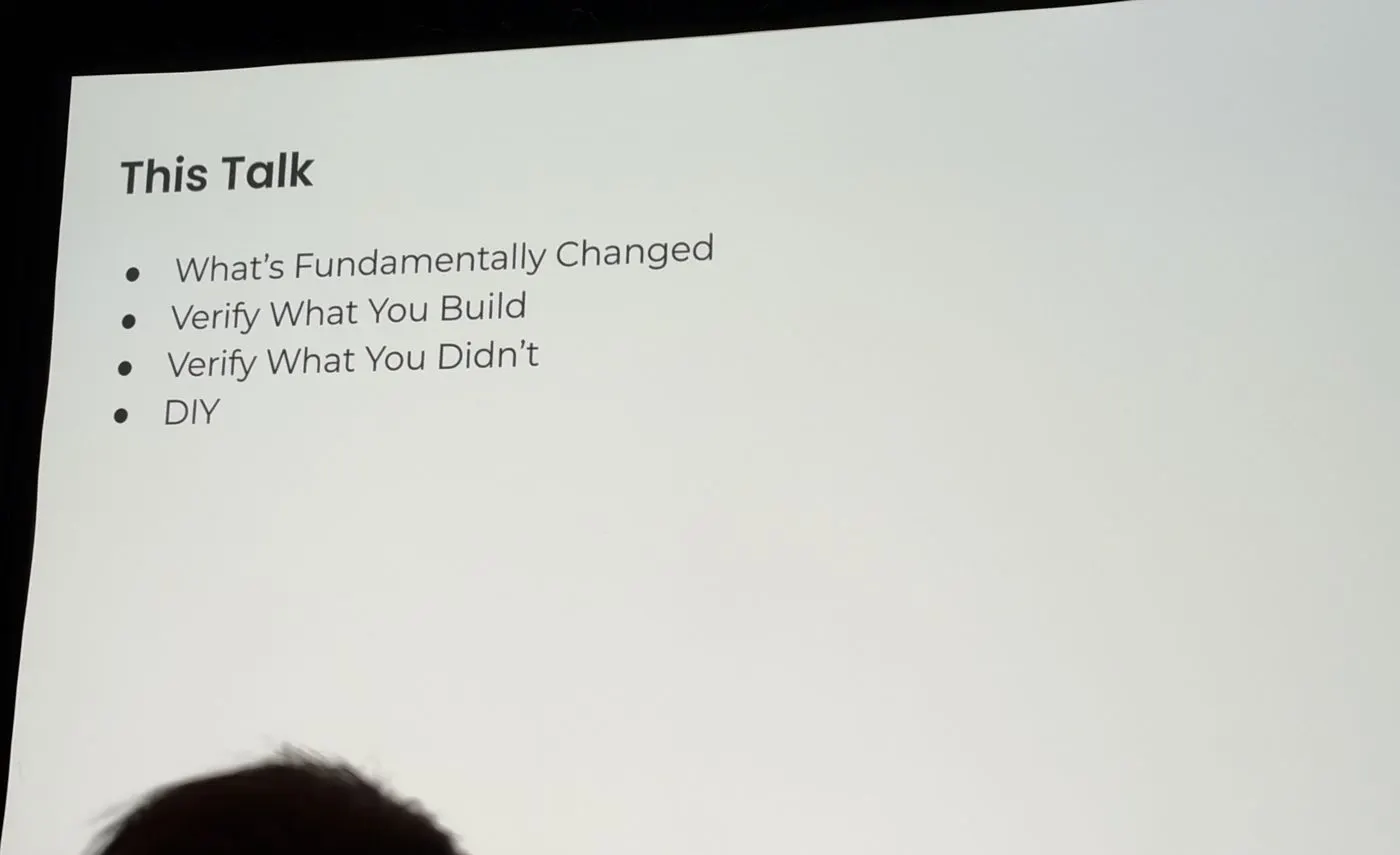 This Talk
● What's Fundamentally Changed
● Verify What You Build
● Verify What You Didn't
● DIY